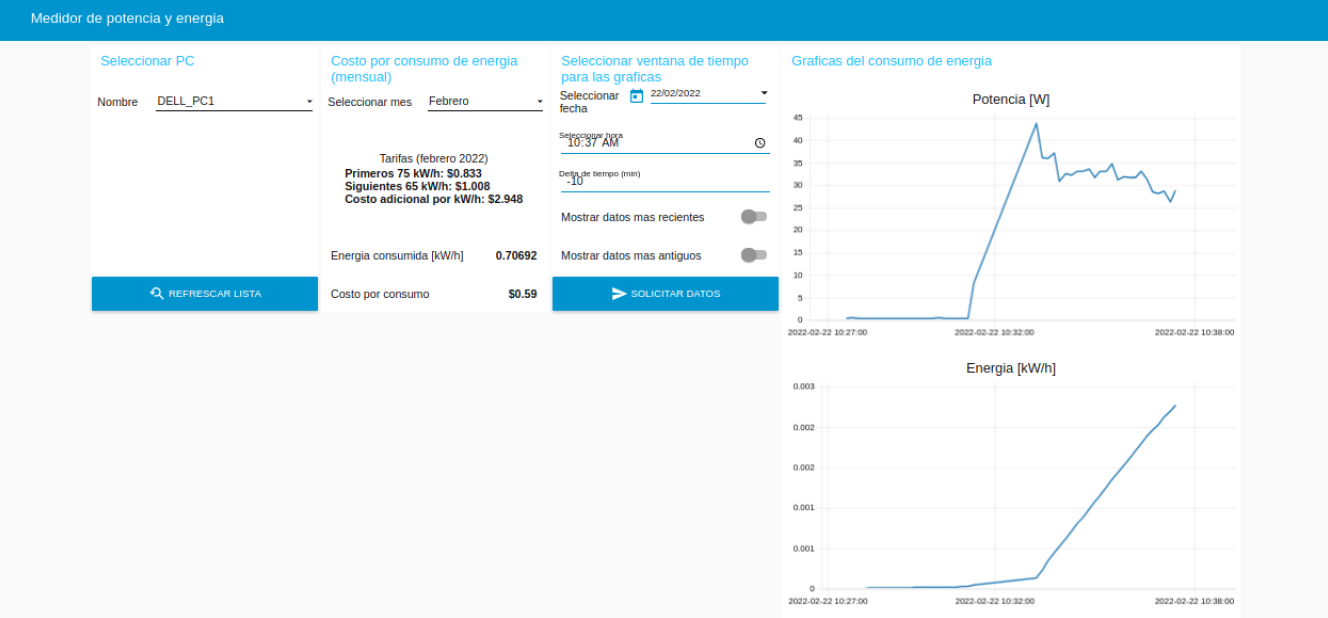 Medidor de potencia y energia
Seleccionar PC
Nombre DELL_PC1
REFRESCAR LISTA
Costo por consumo de energia
(mensual)
Seleccionar mes Febrero
Tarifas (febrero 2022)
Primeros 75 kW/h: $0.833
Siguientes 65 kW/h: $1.008
Costo adicional por kW/h: $2.948
Energia consumida [kW/h] 0.70692
Costo por consumo $0.59
Seleccionar ventana de tiempo
para las graficas
Seleccionar
fecha
22/02/2022
Seleccionar hora
10:37 AM
Delta de tiempo (min)
-10
Mostrar datos mas recientes
Mostrar datos mas antiguos
SOLICITAR DATOS
Graficas del consumo de energia
Potencia [W]
45
40
35
30
25
20
15
10
5
0
2022-02-22 10:27:00 2022-02-22 10:32:00 2022-02-22 10:38:00
Energia [kW/h]
0.003
0.002
0.002
0.001
0.001
0
2022-02-22 10:27:00 2022-02-22 10:32:00 2022-02-22 10:38:00